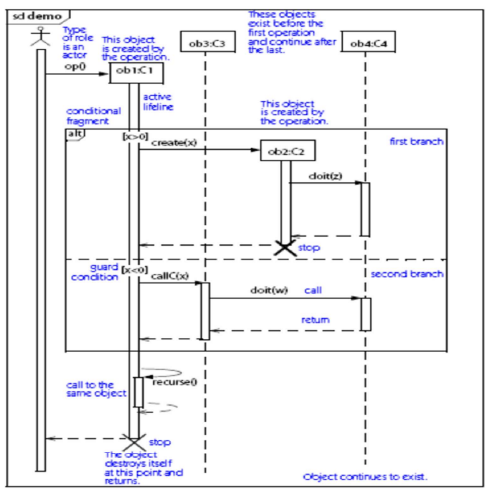 sd demo
Type
of role
is an
actor
This object
is created by
the operation.
These objects
exist before the
first operation
and continue after
the last.
ob3:C3
ob4:C4
op()
ob1:C1
active
lifeline
conditional
fragment
This object
is created by
the operation.
alt
[x>0]
create(x)
ob2:C2
first branch
doit(z)
stop
guard
condition
[x<0]
callC(x)
second branch
doit(w)
call
return
call to the
same object
recurse()
stop
The object
destroys itself
at this point and
returns.
Object continues to exist.